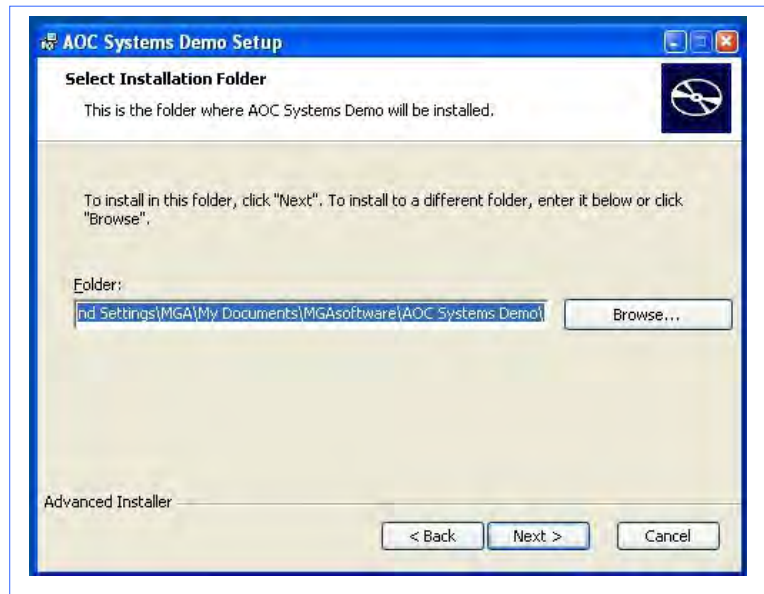 AOC Systems Demo Setup
Select Installation Folder
This is the folder where AOC Systems Demo will be installed.
To install in this folder, click "Next". To install to a different folder, enter it below or click
"Browse".
Folder:
nd Settings\MGA\My Documents\MGAsoftware\AOC Systems Demo\
Browse...
Advanced Installer
< Back
Next >
Cancel